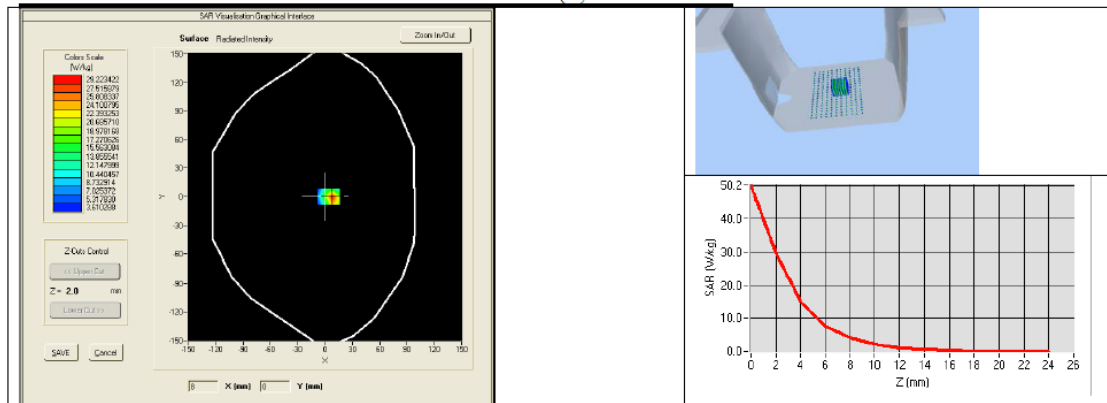 SAR Visualisation Graphical Interface
Surface Radiated Intensity
Zoom In/Out
Colors Scale
(W/kg)
29.223422
27.515879
25.808337
24.100795
22.393253
20.685710
18.978168
17.270626
15.563084
13.855541
12.147999
10.440457
8.732914
7.025372
5.317830
3.610288
150-
120-
90-
60-
30-
0-
-30-
-60-
-90-
-120-
-150-
Y
-150 -120 -90 -60 -30 0 30 60 90 120 150
X
Z-Cuts Control
<< Upper Cut
Z = 2.0 mm
Lower Cut >>
SAVE Cancel
8 X (mm) 0 Y (mm)
50.2-
40.0-
30.0-
20.0-
10.0-
0.0-
SAR (W/kg)
0 2 4 6 8 10 12 14 16 18 20 22 24 26
Z (mm)